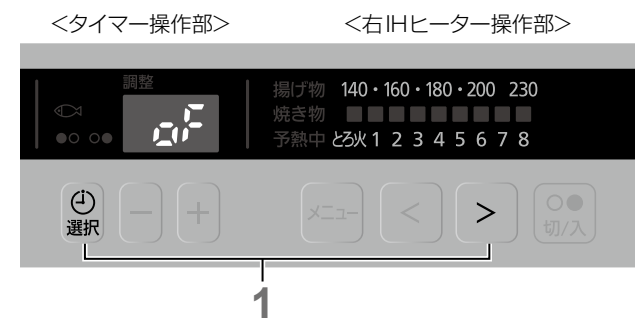 <タイマー操作部> <右IHヒーター操作部>
調整
oF
揚げ物 140・160・180・200 230
焼き物
予熱中 とろ火 1 2 3 4 5 6 7 8
選択 − + メニュー < > 切/入
1